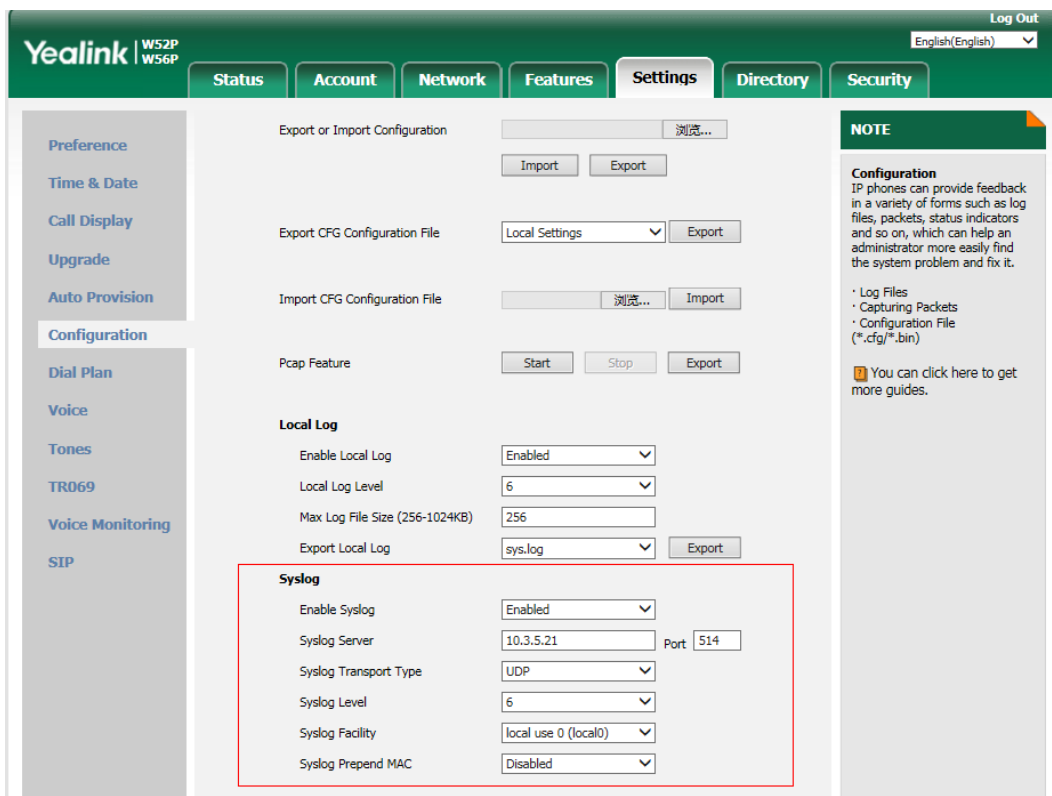 Log Out
Yealink | W52P W56P
English(English)
Status Account Network Features Settings Directory Security
Preference
Time & Date
Call Display
Upgrade
Auto Provision
Configuration
Dial Plan
Voice
Tones
TR069
Voice Monitoring
SIP
Export or Import Configuration 浏览...
Import Export
Export CFG Configuration File Local Settings Export
Import CFG Configuration File 浏览... Import
Pcap Feature Start Stop Export
Local Log
Enable Local Log Enabled
Local Log Level 6
Max Log File Size (256-1024KB) 256
Export Local Log sys.log Export
Syslog
Enable Syslog Enabled
Syslog Server 10.3.5.21 Port 514
Syslog Transport Type UDP
Syslog Level 6
Syslog Facility local use 0 (local0)
Syslog Prepend MAC Disabled
NOTE
Configuration
IP phones can provide feedback
in a variety of forms such as log
files, packets, status indicators
and so on, which can help an
administrator more easily find
the system problem and fix it.
· Log Files
· Capturing Packets
· Configuration File
(*.cfg/*.bin)
? You can click here to get
more guides.